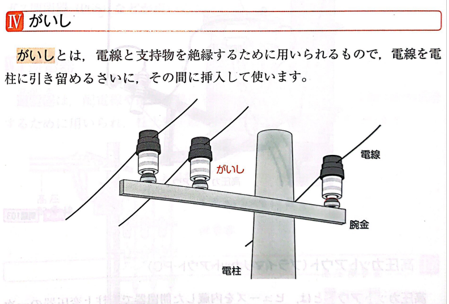 Ⅳ がいし
がいしとは，電線と支持物を絶縁するために用いられるもので，電線を電
柱に引き留めるさいに，その間に挿入して使います。
電線
がいし
腕金
電柱